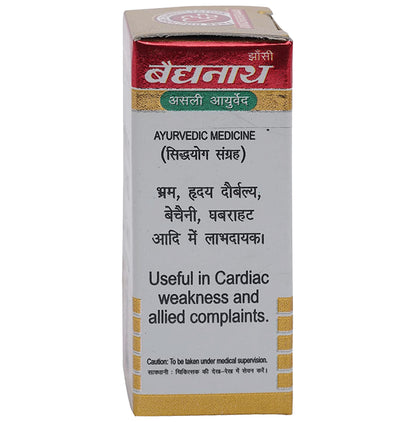 झाँसी
बैद्यनाथ
असली आयुर्वेद
AYURVEDIC MEDICINE
(सिद्धयोग संग्रह)
भ्रम, हृदय दौर्बल्य,
बेचैनी, घबराहट
आदि में लाभदायक।
Useful in Cardiac
weakness and
allied complaints.
Caution: To be taken under medical supervision.
सावधानी : चिकित्सक की देख-रेख में सेवन करें।